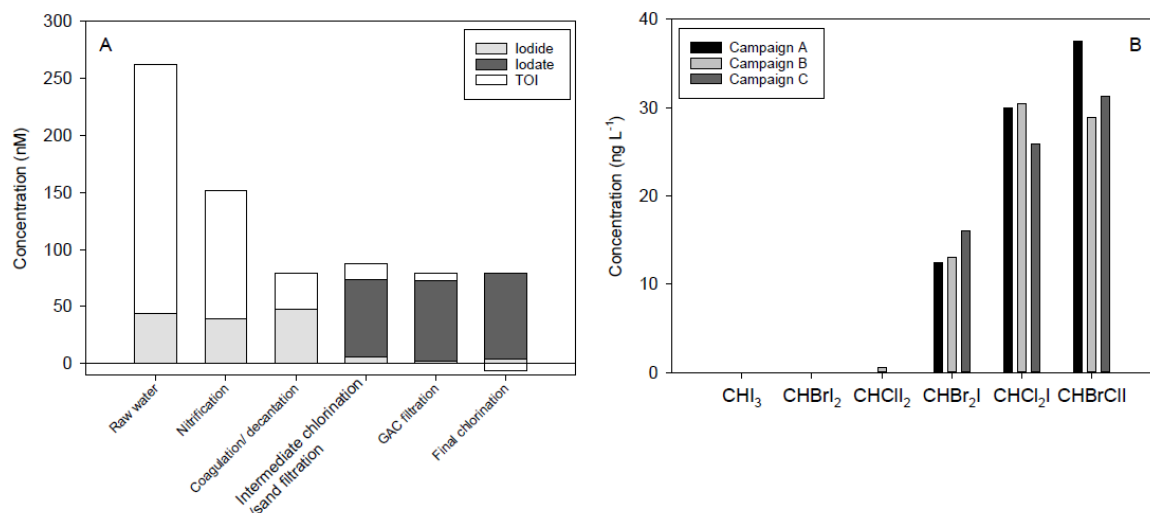 A
Iodide
Iodate
TOI
Concentration (nM)
300
250
200
150
100
50
0
Raw water
Nitrification
Coagulation/ decantation
Intermediate chlorination
/sand filtration
GAC filtration
Final chlorination
B
Campaign A
Campaign B
Campaign C
Concentration (ng L⁻¹)
40
30
20
10
0
CHI₃
CHBrI₂
CHClI₂
CHBr₂I
CHCl₂I
CHBrClI